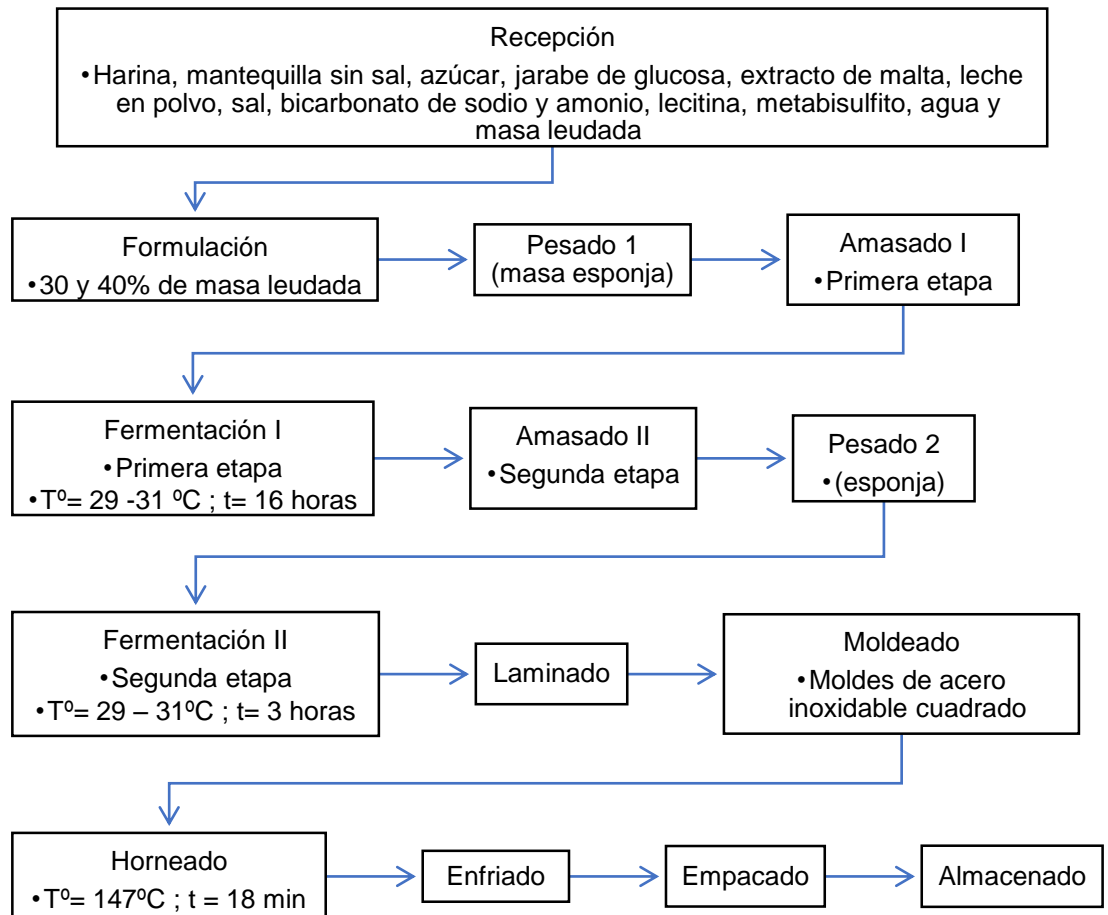 Recepción
•Harina, mantequilla sin sal, azúcar, jarabe de glucosa, extracto de malta, leche
en polvo, sal, bicarbonato de sodio y amonio, lecitina, metabisulfito, agua y
masa leudada
Formulación
•30 y 40% de masa leudada
Pesado 1
(masa esponja)
Amasado I
•Primera etapa
Fermentación I
•Primera etapa
•Tº= 29 -31 ºC ; t= 16 horas
Amasado II
•Segunda etapa
Pesado 2
•(esponja)
Fermentación II
•Segunda etapa
•Tº= 29 – 31ºC ; t= 3 horas
Laminado
Moldeado
•Moldes de acero
inoxidable cuadrado
Horneado
•Tº= 147ºC ; t = 18 min
Enfriado
Empacado
Almacenado